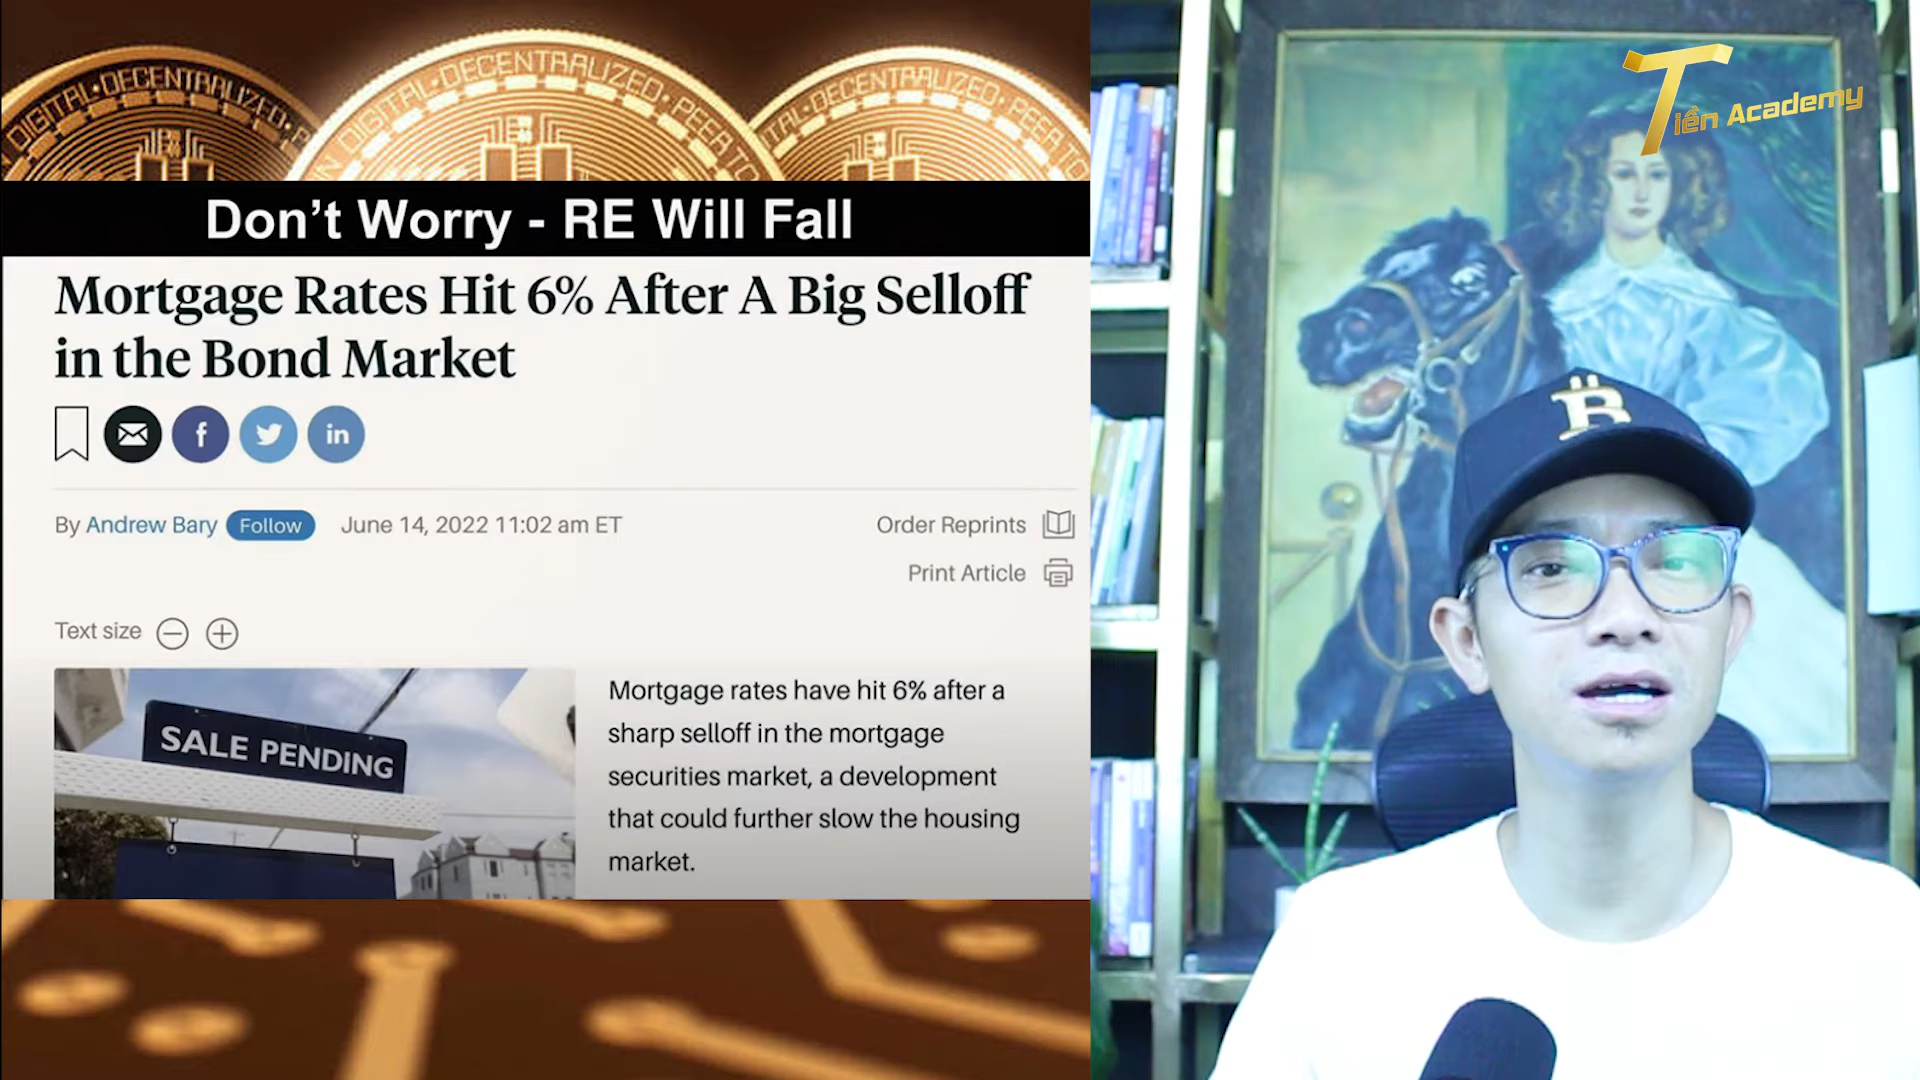 DIGITAL • DECENTRALIZED •
DIGITAL • DECENTRALIZED • PEER TO
DECENTRALIZED • PEER TO
Tiền Academy
Don't Worry - RE Will Fall
Mortgage Rates Hit 6% After A Big Selloff
in the Bond Market
f
in
By Andrew Bary Follow June 14, 2022 11:02 am ET
Order Reprints
Print Article
Text size
SALE PENDING
Mortgage rates have hit 6% after a
sharp selloff in the mortgage
securities market, a development
that could further slow the housing
market.